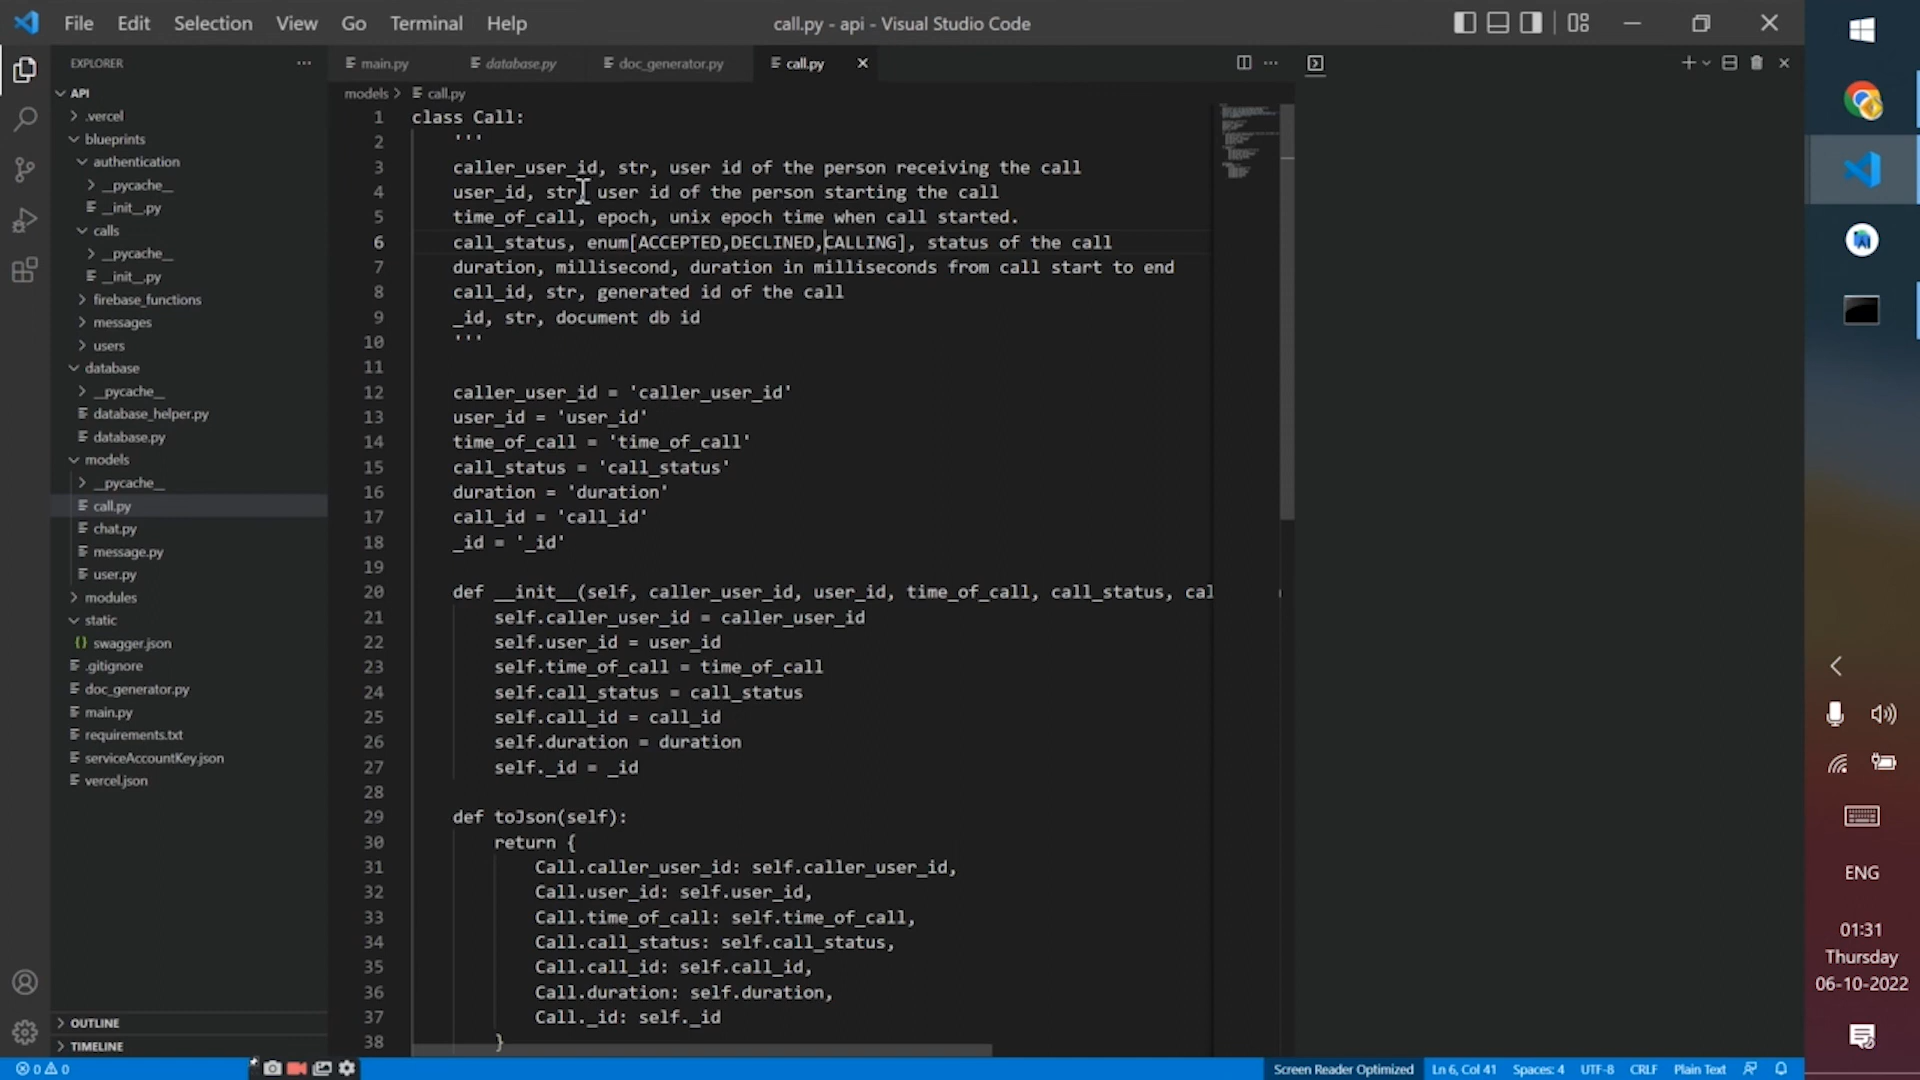 File Edit Selection View Go Terminal Help
call.py - api - Visual Studio Code
EXPLORER
API
.vercel
blueprints
authentication
__pycache__
__init__.py
calls
__pycache__
__init__.py
firebase_functions
messages
users
database
__pycache__
database_helper.py
database.py
models
__pycache__
call.py
chat.py
message.py
user.py
modules
static
swagger.json
.gitignore
doc_generator.py
main.py
requirements.txt
serviceAccountKey.json
vercel.json
OUTLINE
TIMELINE
main.py database.py doc_generator.py call.py
models > call.py
1 class Call:
2 '''
3 caller_user_id, str, user id of the person receiving the call
4 user_id, str, user id of the person starting the call
5 time_of_call, epoch, unix epoch time when call started.
6 call_status, enum[ACCEPTED,DECLINED,CALLING], status of the call
7 duration, millisecond, duration in milliseconds from call start to end
8 call_id, str, generated id of the call
9 _id, str, document db id
10 '''
11
12 caller_user_id = 'caller_user_id'
13 user_id = 'user_id'
14 time_of_call = 'time_of_call'
15 call_status = 'call_status'
16 duration = 'duration'
17 call_id = 'call_id'
18 _id = '_id'
19
20 def __init__(self, caller_user_id, user_id, time_of_call, call_status, cal
21 self.caller_user_id = caller_user_id
22 self.user_id = user_id
23 self.time_of_call = time_of_call
24 self.call_status = call_status
25 self.call_id = call_id
26 self.duration = duration
27 self._id = _id
28
29 def toJson(self):
30 return {
31 Call.caller_user_id: self.caller_user_id,
32 Call.user_id: self.user_id,
33 Call.time_of_call: self.time_of_call,
34 Call.call_status: self.call_status,
35 Call.call_id: self.call_id,
36 Call.duration: self.duration,
37 Call._id: self._id
38 }
0 0
Screen Reader Optimized Ln 6, Col 41 Spaces: 4 UTF-8 CRLF Plain Text
ENG
01:31
Thursday
06-10-2022